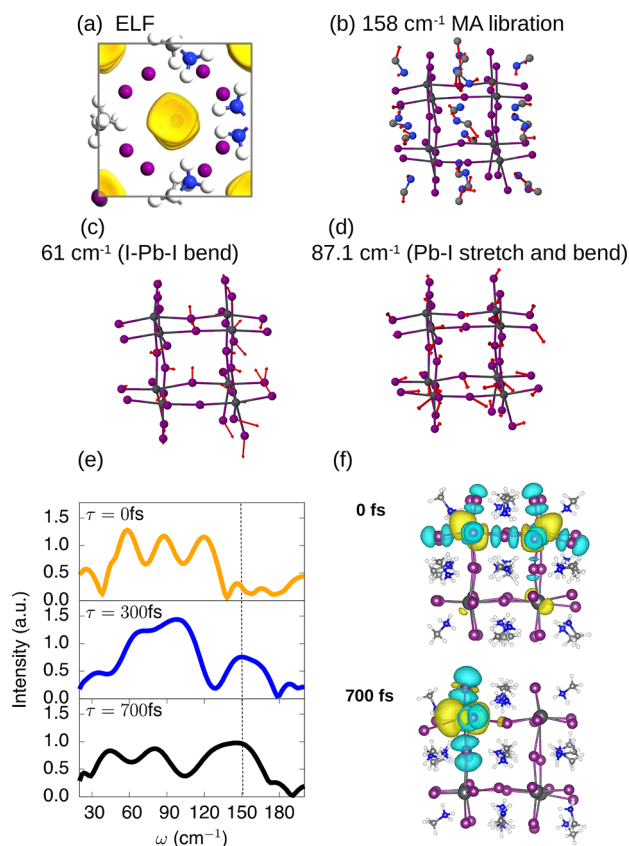 (a) ELF
(b) 158 cm⁻¹ MA libration
(c)
61 cm⁻¹ (I-Pb-I bend)
(d)
87.1 cm⁻¹ (Pb-I stretch and bend)
(e)
τ = 0fs
1.5
1.0
0.5
0.0
τ = 300fs
1.5
1.0
0.5
0.0
τ = 700fs
1.5
1.0
0.5
0.0
Intensity (a.u.)
30 60 90 120 150 180
ω (cm⁻¹)
(f)
0 fs
700 fs